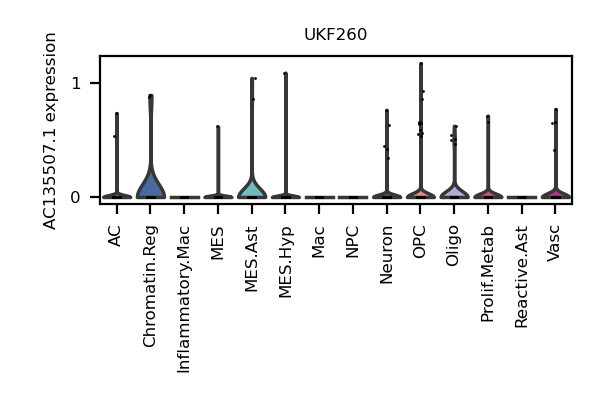 UKF260
AC135507.1 expression
1
0
AC
Chromatin.Reg
Inflammatory.Mac
MES
MES.Ast
MES.Hyp
Mac
NPC
Neuron
OPC
Oligo
Prolif.Metab
Reactive.Ast
Vasc